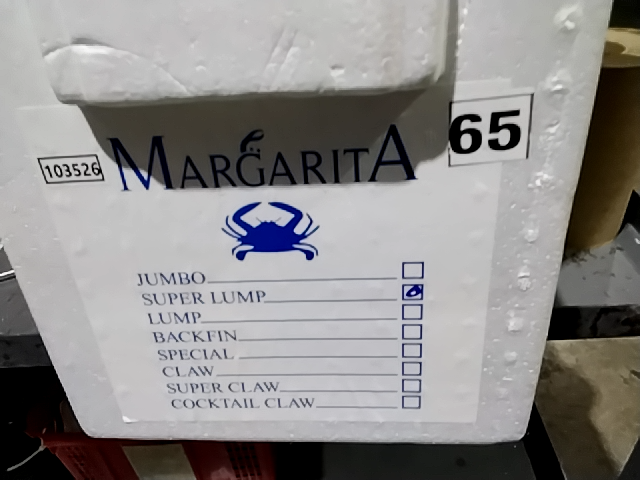 65
103526
MARGARITA
JUMBO
SUPER LUMP
LUMP
BACKFIN
SPECIAL
CLAW
SUPER CLAW
COCKTAIL CLAW